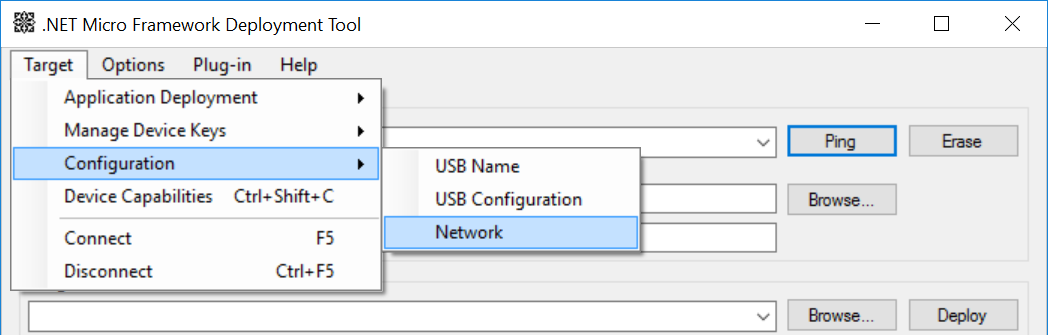 .NET Micro Framework Deployment Tool
Target Options Plug-in Help
Application Deployment
Manage Device Keys
Configuration
Device Capabilities Ctrl+Shift+C
Connect F5
Disconnect Ctrl+F5
USB Name
USB Configuration
Network
Ping Erase
Browse...
Browse... Deploy